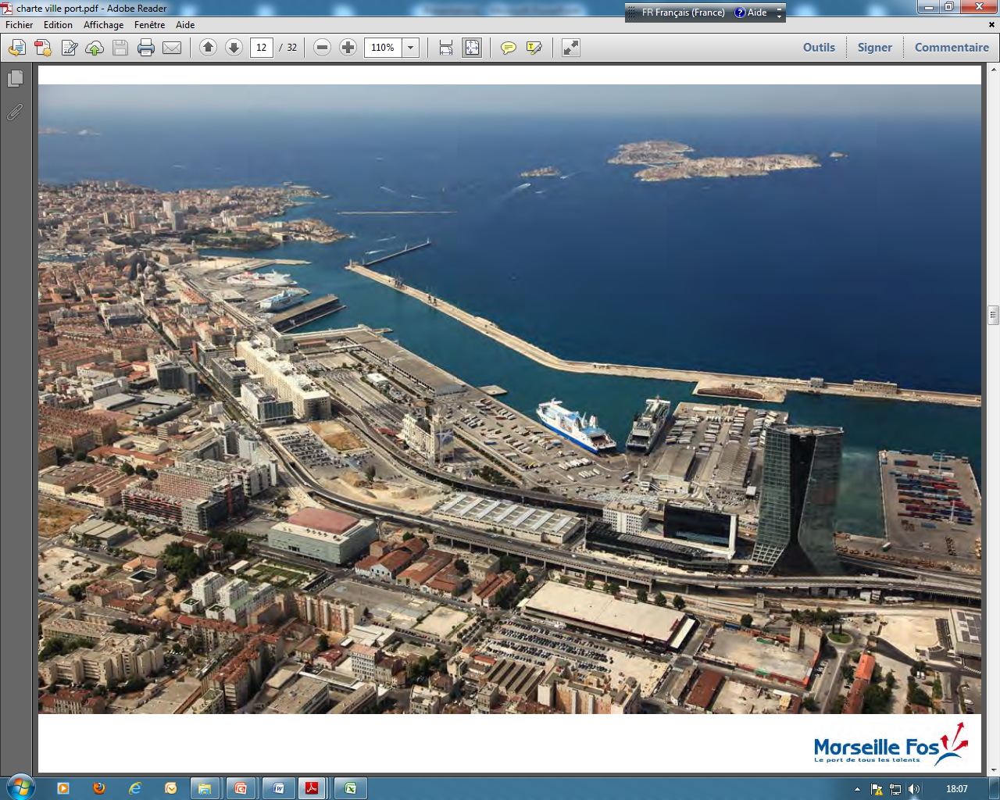 charte ville port.pdf - Adobe Reader
FR Français (France) Aide
Fichier Edition Affichage Fenêtre Aide
12 / 32 110% Outils Signer Commentaire
Marseille Fos
Le port de tous les talents
18:07